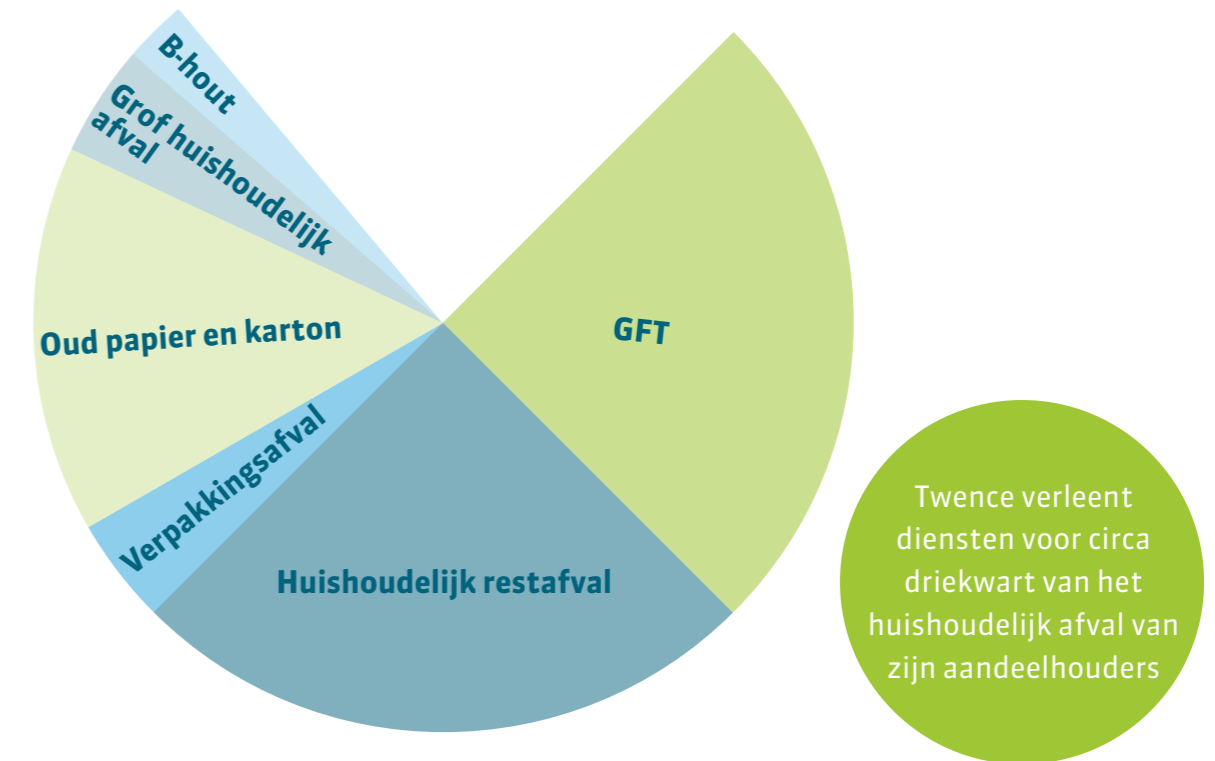 B-hout
Grof huishoudelijk
afval
Oud papier en karton
GFT
Verpakkingsafval
Huishoudelijk restafval
Twence verleent
diensten voor circa
driekwart van het
huishoudelijk afval van
zijn aandeelhouders